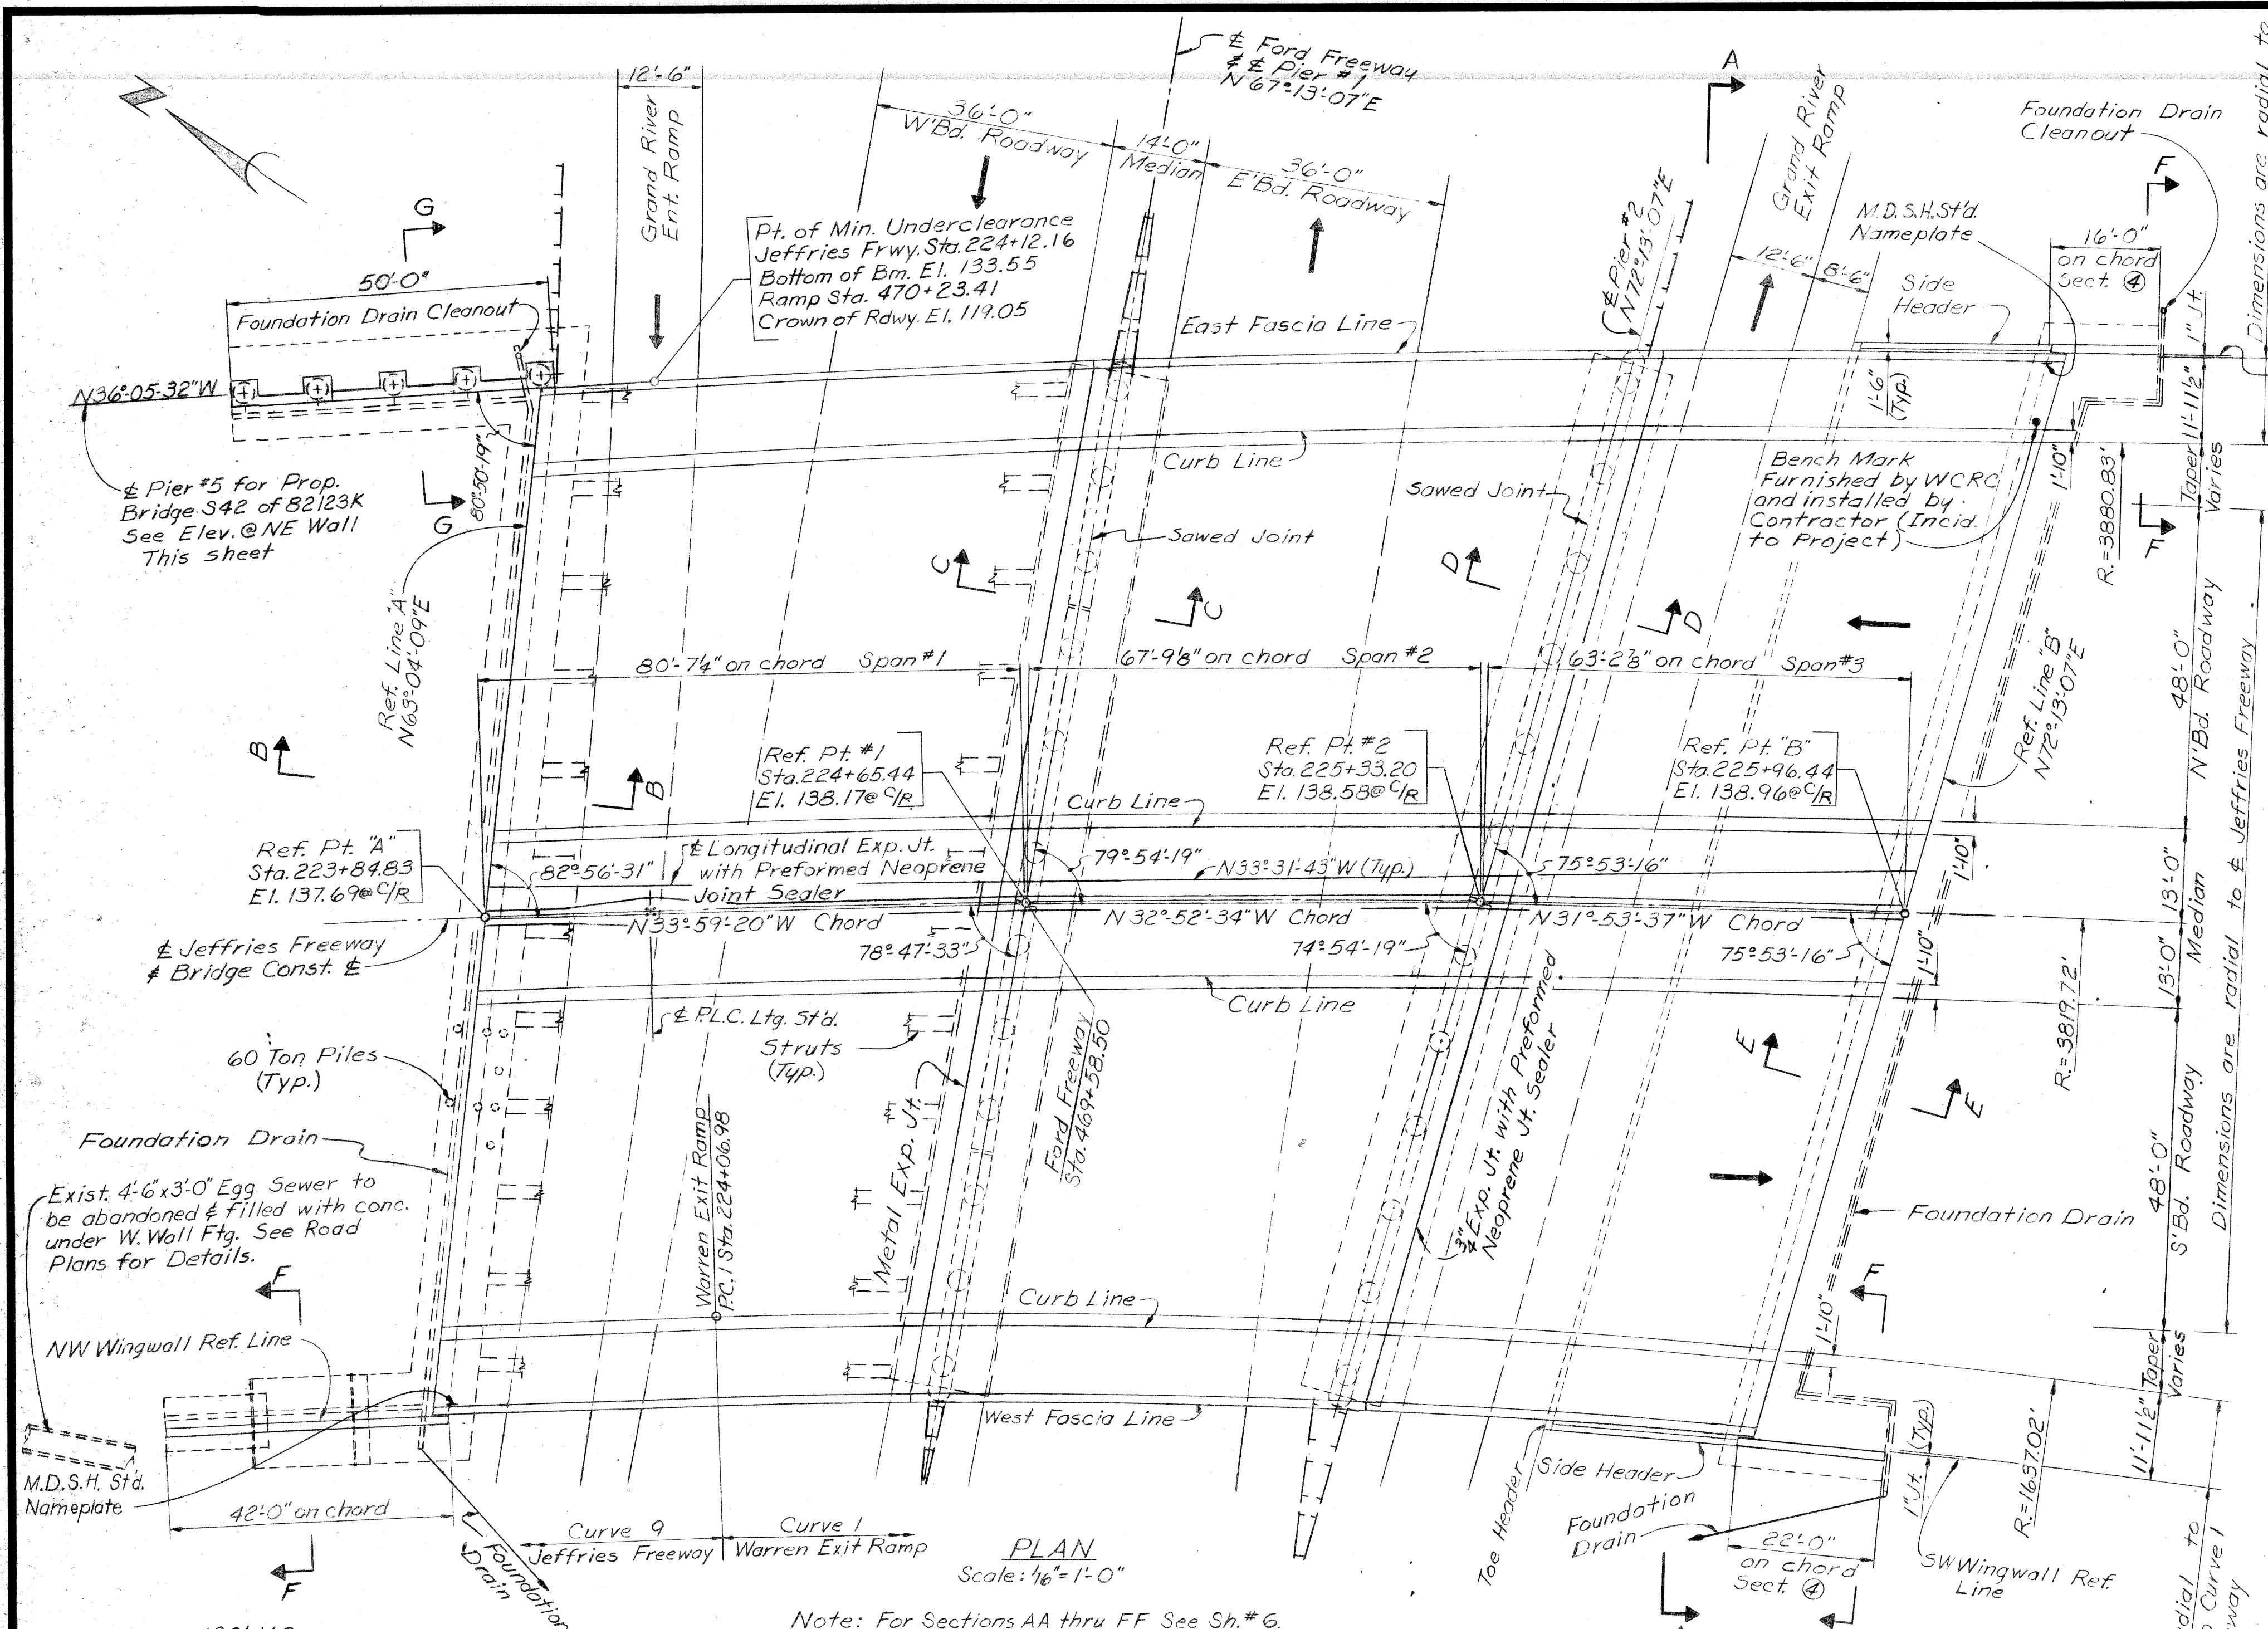 ℄ Ford Freeway
& ℄ Pier #1
N 67°-13'-07"E
A
12'-6"
Grand River
Ent. Ramp
36'-0"
W'Bd. Roadway
14'-0"
Median
36'-0"
E'Bd. Roadway
℄ Pier #2
N72°-13'-07"E
Grand River
Exit Ramp
12'-6"
8'-6"
Foundation Drain
Cleanout
F
M.D.S.H. St'd.
Nameplate
16'-0"
on chord
Sect. ④
Side
Header
Dimensions are radial to
G
50'-0"
Foundation Drain Cleanout
Pt. of Min. Underclearance
Jeffries Frwy. Sta. 224+12.16
Bottom of Bm. El. 133.55
Ramp Sta. 470+23.41
Crown of Rdwy. El. 119.05
East Fascia Line
1'-6"
(Typ.)
1" Jt.
11'-11½"
Taper
Varies
N36°-05'-32"W
80°-50'-19"
G
℄ Pier #5 for Prop.
Bridge S42 of 82123K
See Elev. @ NE Wall
This sheet
Curb Line
Sawed Joint
Sawed Joint
Bench Mark
Furnished by WCRC
and installed by
Contractor (Incid.
to Project)
1'-10"
R.=3880.83'
F
Ref. Line "A"
N63°-04'-09"E
C
C
D
D
80'-7¼" on chord Span #1
67'-9⅛" on chord Span #2
63'-2⅞" on chord Span #3
Ref. Line "B"
N72°-13'-07"E
48'-0"
N'Bd. Roadway
B
B
Ref. Pt. #1
Sta. 224+65.44
El. 138.17@ C/R
Ref. Pt. #2
Sta. 225+33.20
El. 138.58@ C/R
Ref. Pt. "B"
Sta. 225+96.44
El. 138.96@ C/R
Curb Line
Ref. Pt. "A"
Sta. 223+84.83
El. 137.69@ C/R
82°-56'-31"
℄ Longitudinal Exp. Jt.
with Preformed Neoprene
Joint Sealer
79°-54'-19"
N33°-31'-43"W (Typ.)
75°-53'-16"
1'-10"
13'-0"
13'-0"
Median
N33°-59'-20"W Chord
N 32°-52'-34"W Chord
N31°-53'-37"W Chord
℄ Jeffries Freeway
& Bridge Const. ℄
78°-47'-33"
74°-54'-19"
75°-53'-16"
1'-10"
R.=3819.72'
Curb Line
℄ P.L.C. Ltg. St'd.
Struts
(Typ.)
60 Ton Piles
(Typ.)
Ford Freeway
Sta. 469+58.50
Metal Exp. Jt.
¾" Exp. Jt. with Preformed
Neoprene Jt. Sealer
E
E
48'-0"
S'Bd. Roadway
Dimensions are radial to ℄ Jeffries Freeway
Foundation Drain
Exist. 4'-6"x3'-0" Egg Sewer to
be abandoned & filled with conc.
under W. Wall Ftg. See Road
Plans for Details.
Warren Exit Ramp
P.C. 1 Sta. 224+06.98
Foundation Drain
F
Curb Line
F
1'-10"
NW Wingwall Ref. Line
Taper
Varies
11'-11½"
West Fascia Line
M.D.S.H. St'd.
Nameplate
42'-0" on chord
Foundation
Drain
Curve 9
Jeffries Freeway
Curve 1
Warren Exit Ramp
Toe Header
Side Header
Foundation
Drain
22'-0"
on chord
Sect. ④
1" Jt. (Typ.)
R.=1637.02'
SW Wingwall Ref.
Line
F
PLAN
Scale: 1/16"=1'-0"
Note: For Sections AA thru FF See Sh.#6.